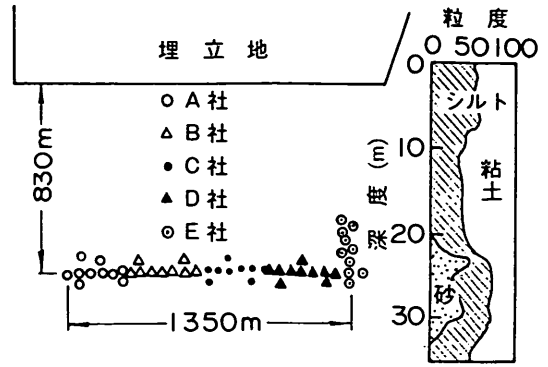 埋立地
○ A社
△ B社
● C社
▲ D社
⊙ E社
830m
1350m
粒度
0 50 100
深度 (m)
0
10
20
30
シルト
粘土
砂